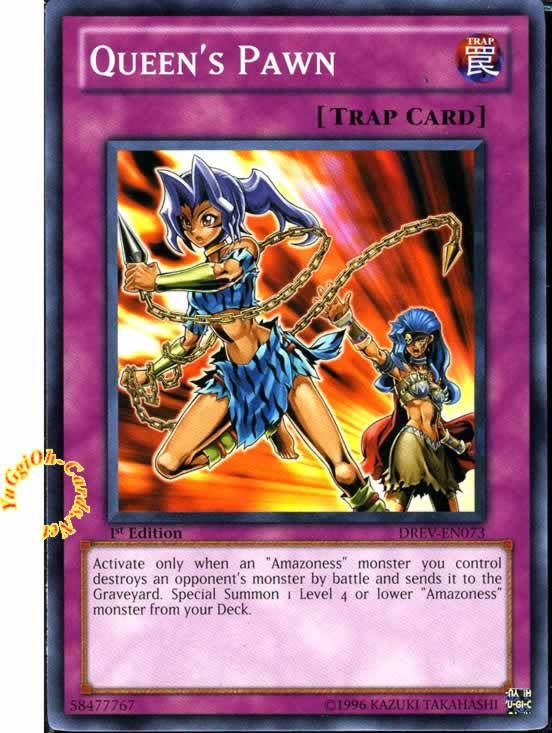 QUEEN'S PAWN
TRAP
罠
[TRAP CARD]
YuGgiOh-Cards.Net
1st Edition
DREV-EN073
Activate only when an "Amazoness" monster you control
destroys an opponent's monster by battle and sends it to the
Graveyard. Special Summon 1 Level 4 or lower "Amazoness"
monster from your Deck.
58477767
©1996 KAZUKI TAKAHASHI